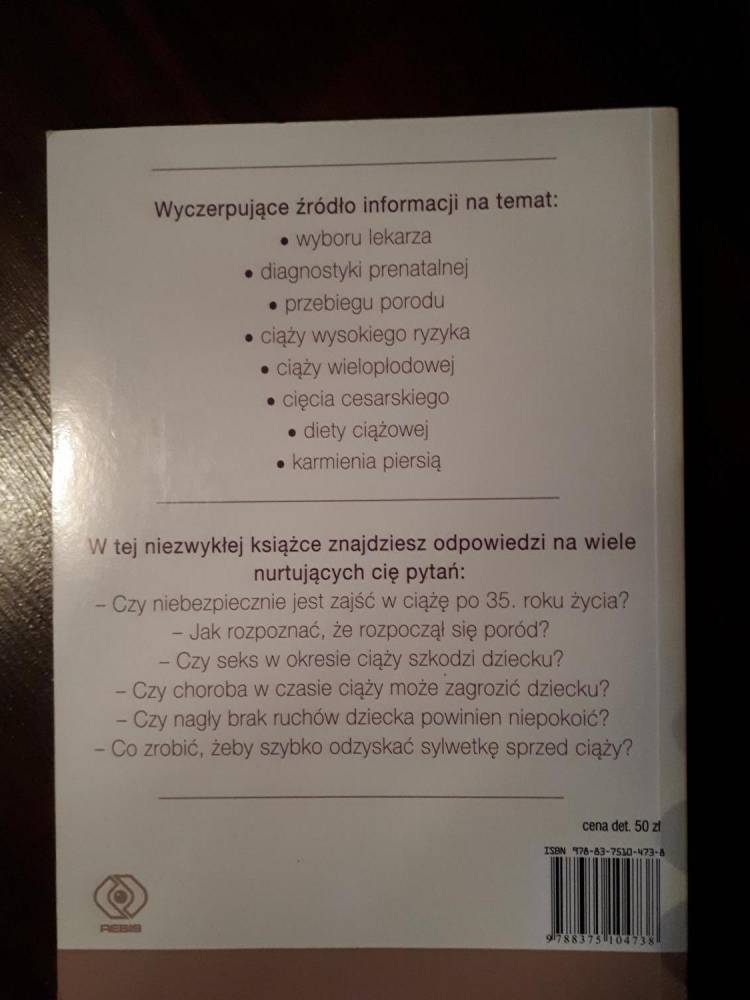 Wyczerpujące źródło informacji na temat:
• wyboru lekarza
• diagnostyki prenatalnej
• przebiegu porodu
• ciąży wysokiego ryzyka
• ciąży wielopłodowej
• cięcia cesarskiego
• diety ciążowej
• karmienia piersią
W tej niezwykłej książce znajdziesz odpowiedzi na wiele
nurtujących cię pytań:
– Czy niebezpiecznie jest zajść w ciążę po 35. roku życia?
– Jak rozpoznać, że rozpoczął się poród?
– Czy seks w okresie ciąży szkodzi dziecku?
– Czy choroba w czasie ciąży może zagrozić dziecku?
– Czy nagły brak ruchów dziecka powinien niepokoić?
– Co zrobić, żeby szybko odzyskać sylwetkę sprzed ciąży?
cena det. 50 zł
ISBN 978-83-7510-473-8
9 788375 104738
REBIS